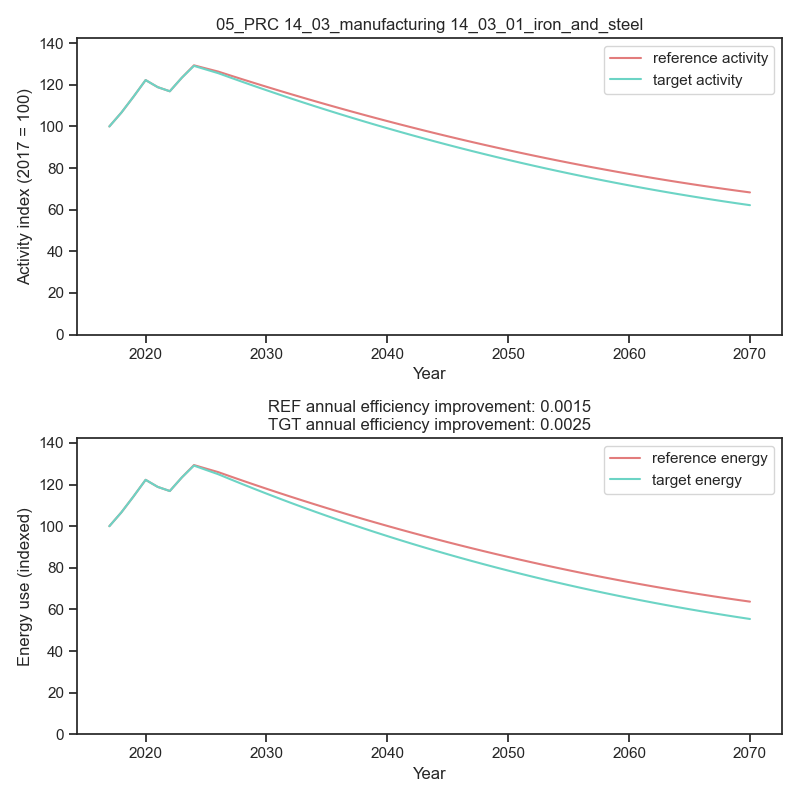 05_PRC 14_03_manufacturing 14_03_01_iron_and_steel
140
120
100
80
60
40
20
0
Activity index (2017 = 100)
reference activity
target activity
2020 2030 2040 2050 2060 2070
Year
REF annual efficiency improvement: 0.0015
TGT annual efficiency improvement: 0.0025
140
120
100
80
60
40
20
0
Energy use (indexed)
reference energy
target energy
2020 2030 2040 2050 2060 2070
Year